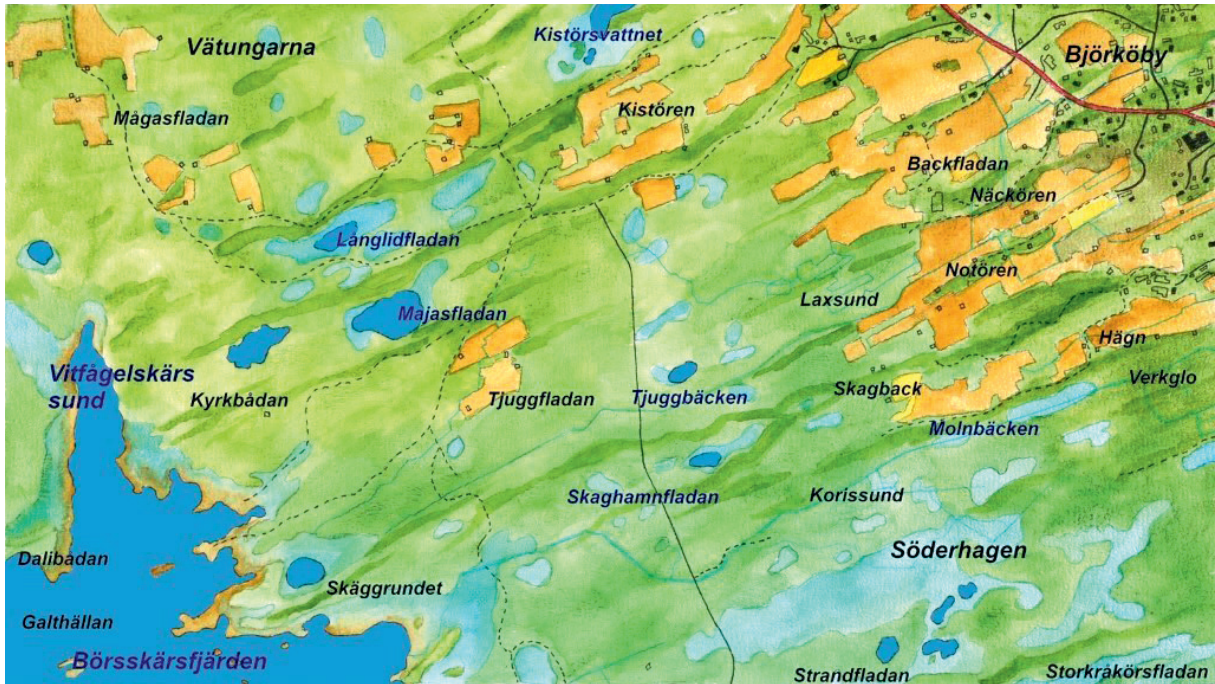 Kistörsvattnet
Vätungarna
Björköby
Kistören
Mågasfladan
Backfladan
Näckören
Långlidfladan
Notören
Laxsund
Majasfladan
Hägn
Vitfågelskärs
sund
Verkglo
Kyrkbådan
Tjuggfladan
Tjuggbäcken
Skagback
Molnbäcken
Skaghamnfladan
Korissund
Söderhagen
Dalibådan
Skäggrundet
Galthällan
Börsskärsfjärden
Strandfladan
Storkråkörsfladan